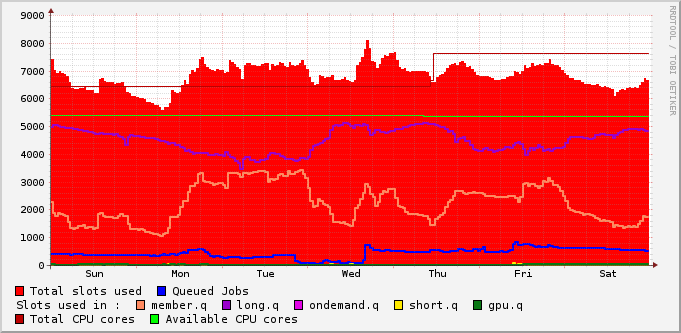 9000
8000
7000
6000
5000
4000
3000
2000
1000
0
Sun Mon Tue Wed Thu Fri Sat
RRDTOOL / TOBI OETIKER
Total slots used Queued Jobs
Slots used in : member.q long.q ondemand.q short.q gpu.q
Total CPU cores Available CPU cores